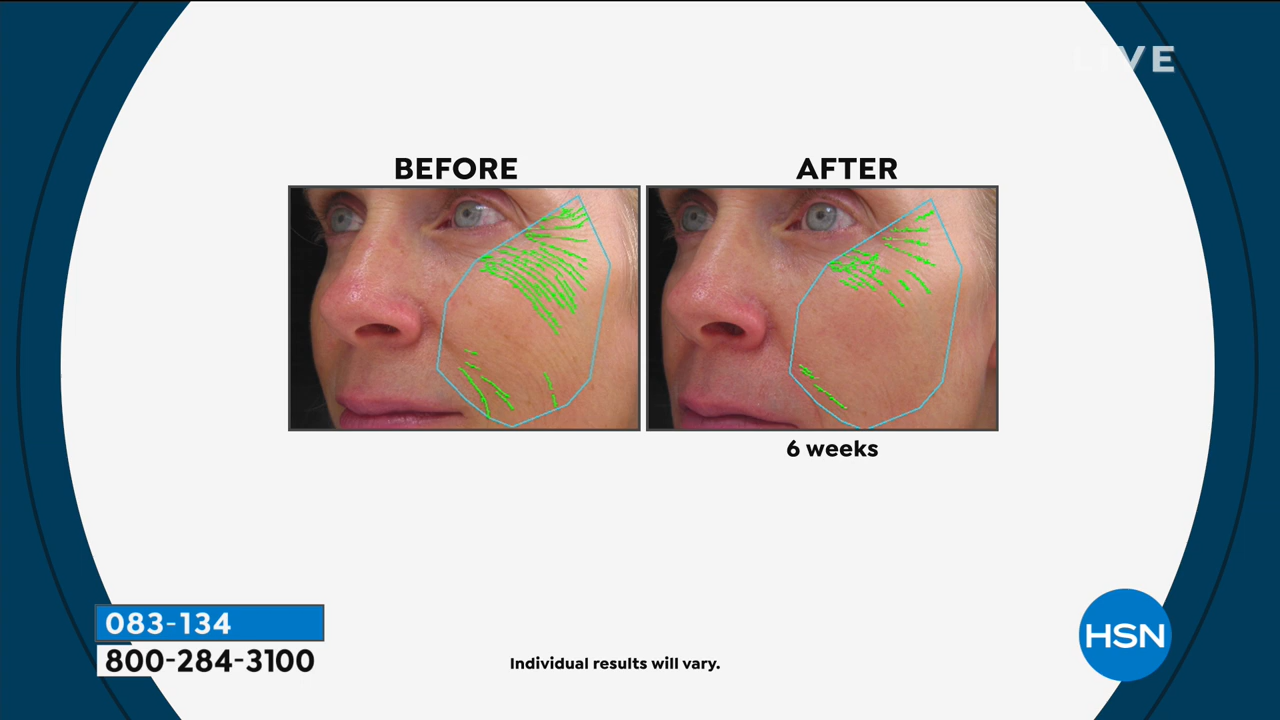 LIVE
BEFORE
AFTER
6 weeks
083-134
800-284-3100
Individual results will vary.
HSN